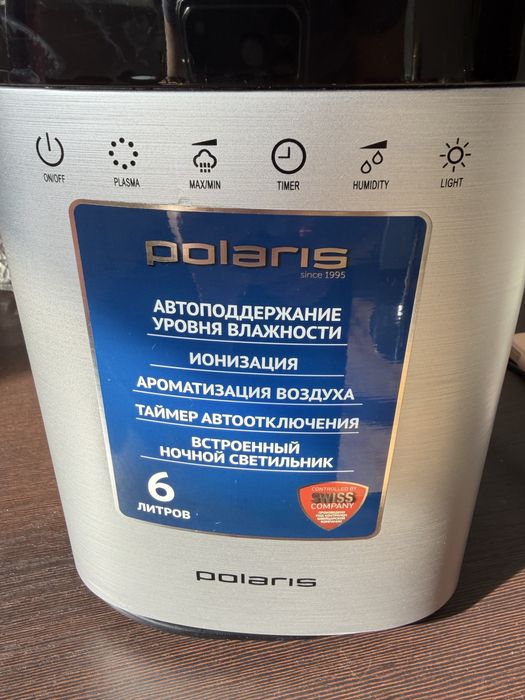 ON/OFF PLASMA MAX/MIN TIMER HUMIDITY LIGHT
polaris
since 1995
АВТОПОДДЕРЖАНИЕ
УРОВНЯ ВЛАЖНОСТИ
ИОНИЗАЦИЯ
АРОМАТИЗАЦИЯ ВОЗДУХА
ТАЙМЕР АВТООТКЛЮЧЕНИЯ
ВСТРОЕННЫЙ
НОЧНОЙ СВЕТИЛЬНИК
6
ЛИТРОВ
CONTROLLED BY
SWISS
COMPANY
polaris